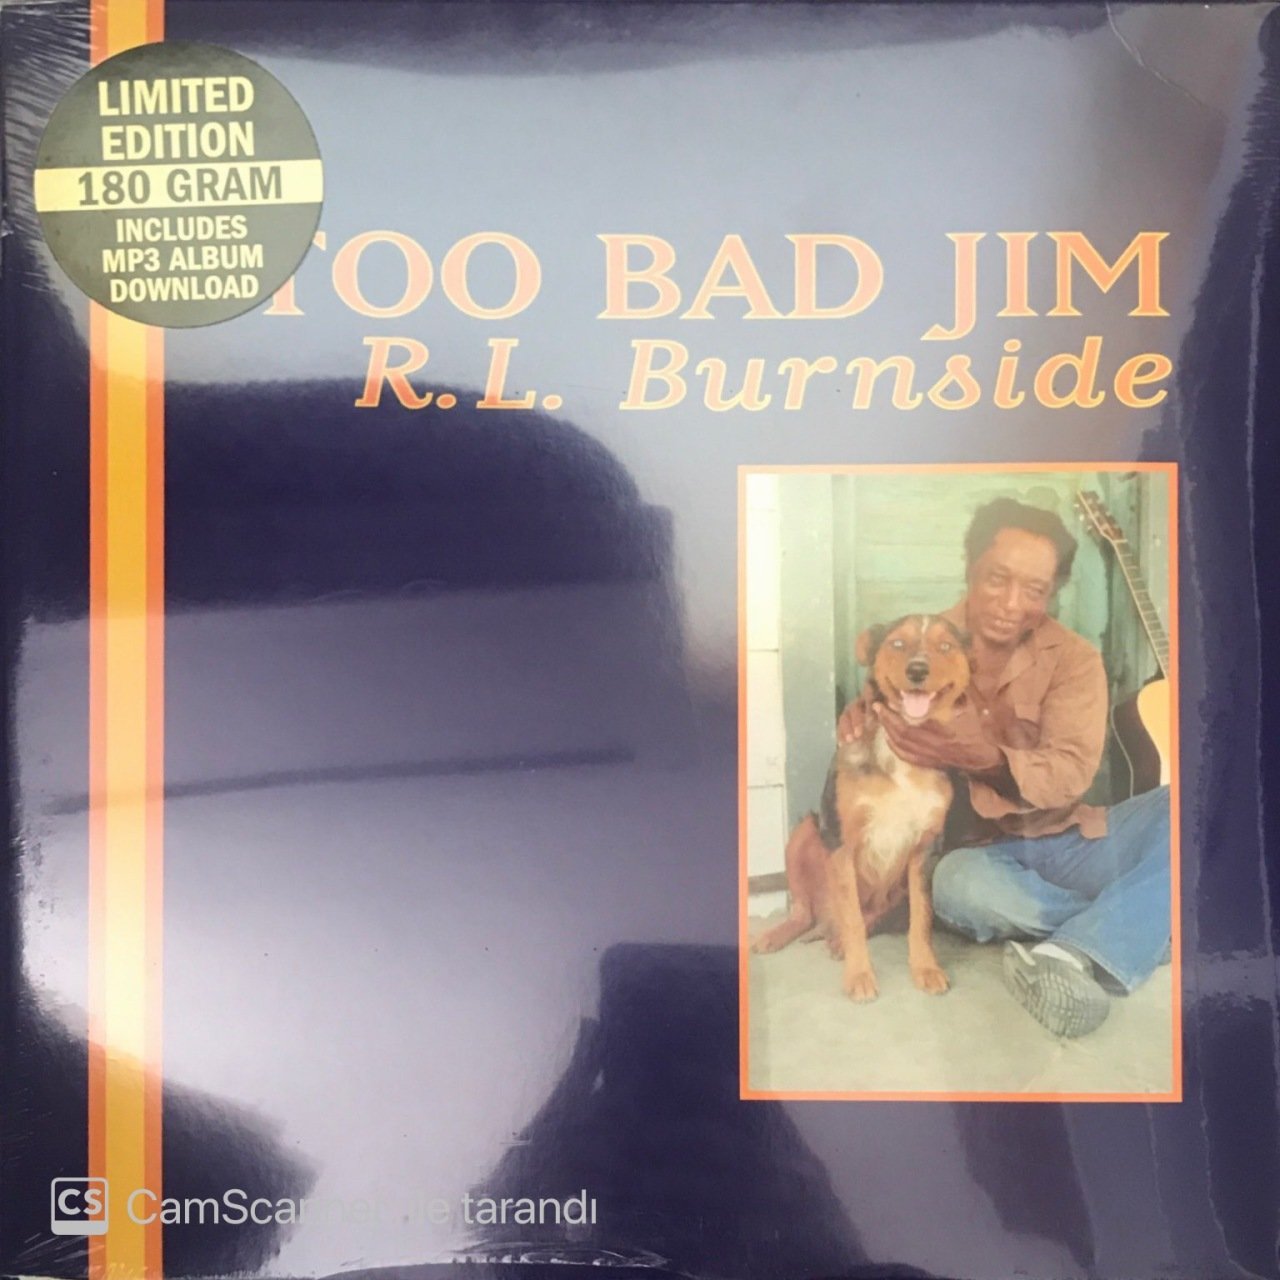 LIMITED
EDITION
180 GRAM
INCLUDES
MP3 ALBUM
DOWNLOAD
TOO BAD JIM
R. L. Burnside
CS CamScanner ile tarandı